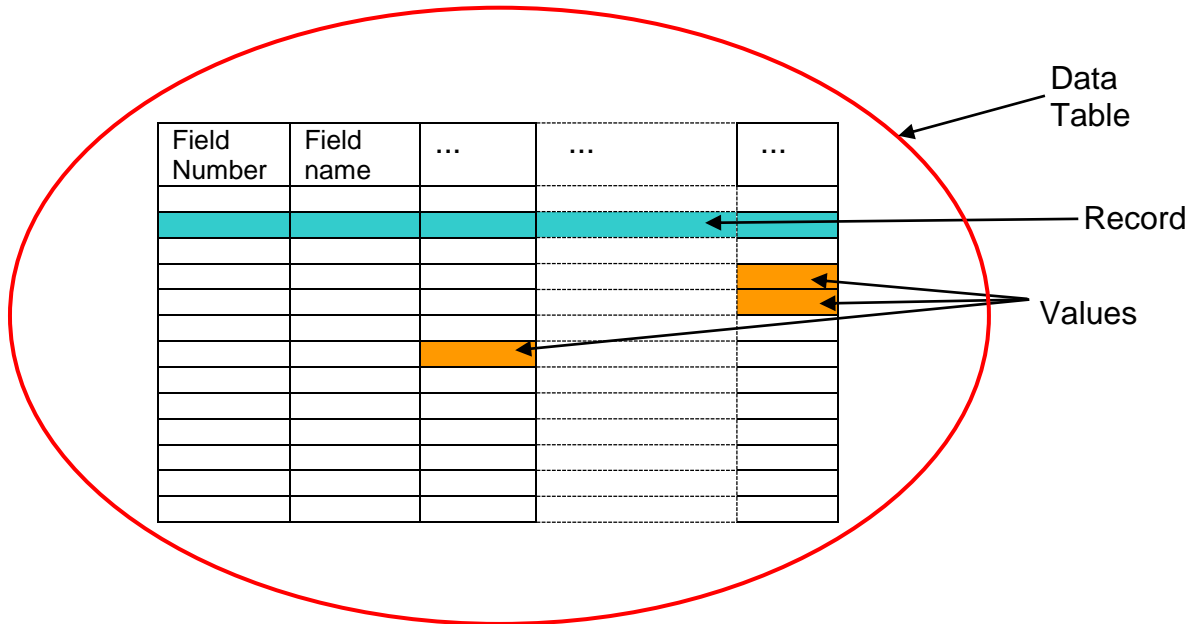 Data
Table
Field
Number
Field
name
...
...
...
Record
Values